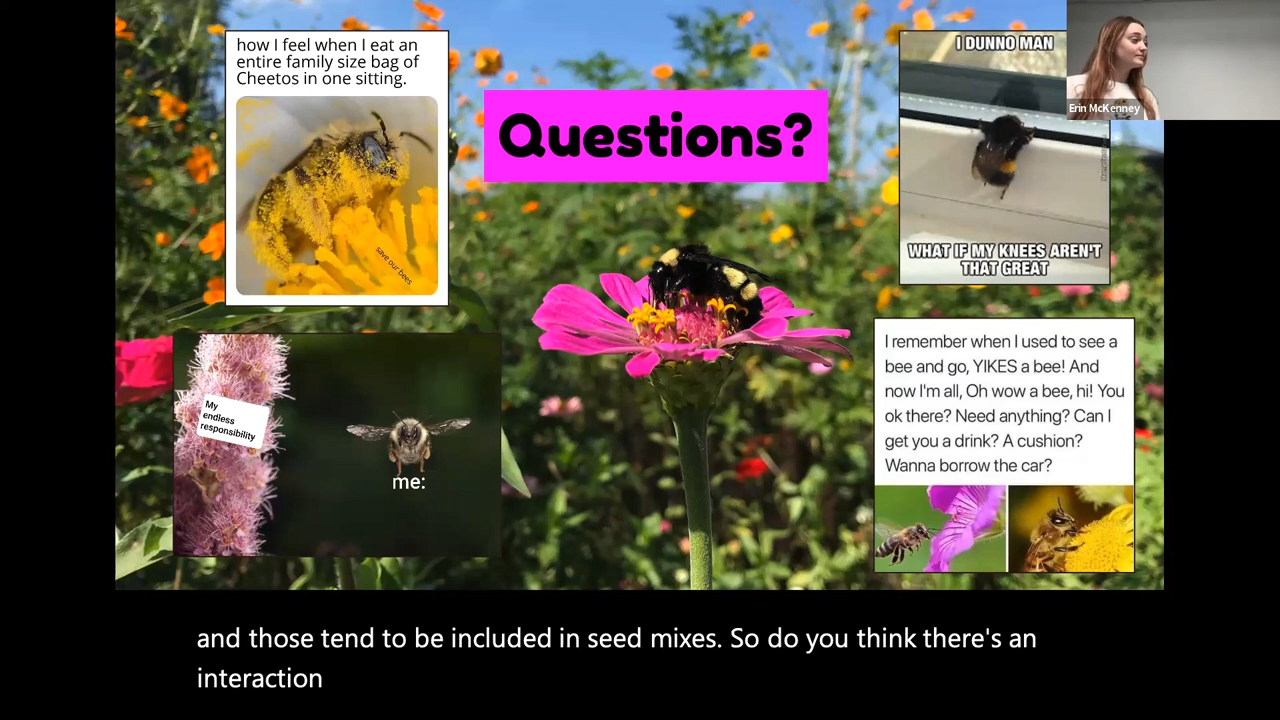 how I feel when I eat an
entire family size bag of
Cheetos in one sitting.
save our bees
Questions?
I DUNNO MAN
WHAT IF MY KNEES AREN'T
THAT GREAT
Erin McKenney
My
endless
responsibility
me:
I remember when I used to see a
bee and go, YIKES a bee! And
now I'm all, Oh wow a bee, hi! You
ok there? Need anything? Can I
get you a drink? A cushion?
Wanna borrow the car?
and those tend to be included in seed mixes. So do you think there's an
interaction